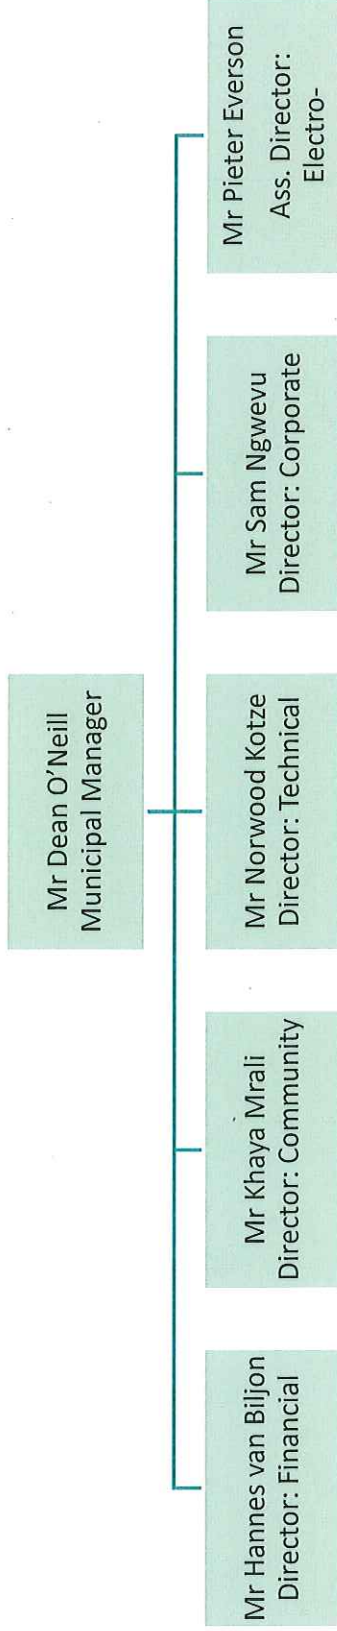 Mr Dean O'Neill
Municipal Manager
Mr Hannes van Biljon
Director: Financial
Mr Khaya Mrali
Director: Community
Mr Norwood Kotze
Director: Technical
Mr Sam Ngwevu
Director: Corporate
Mr Pieter Everson
Ass. Director:
Electro-